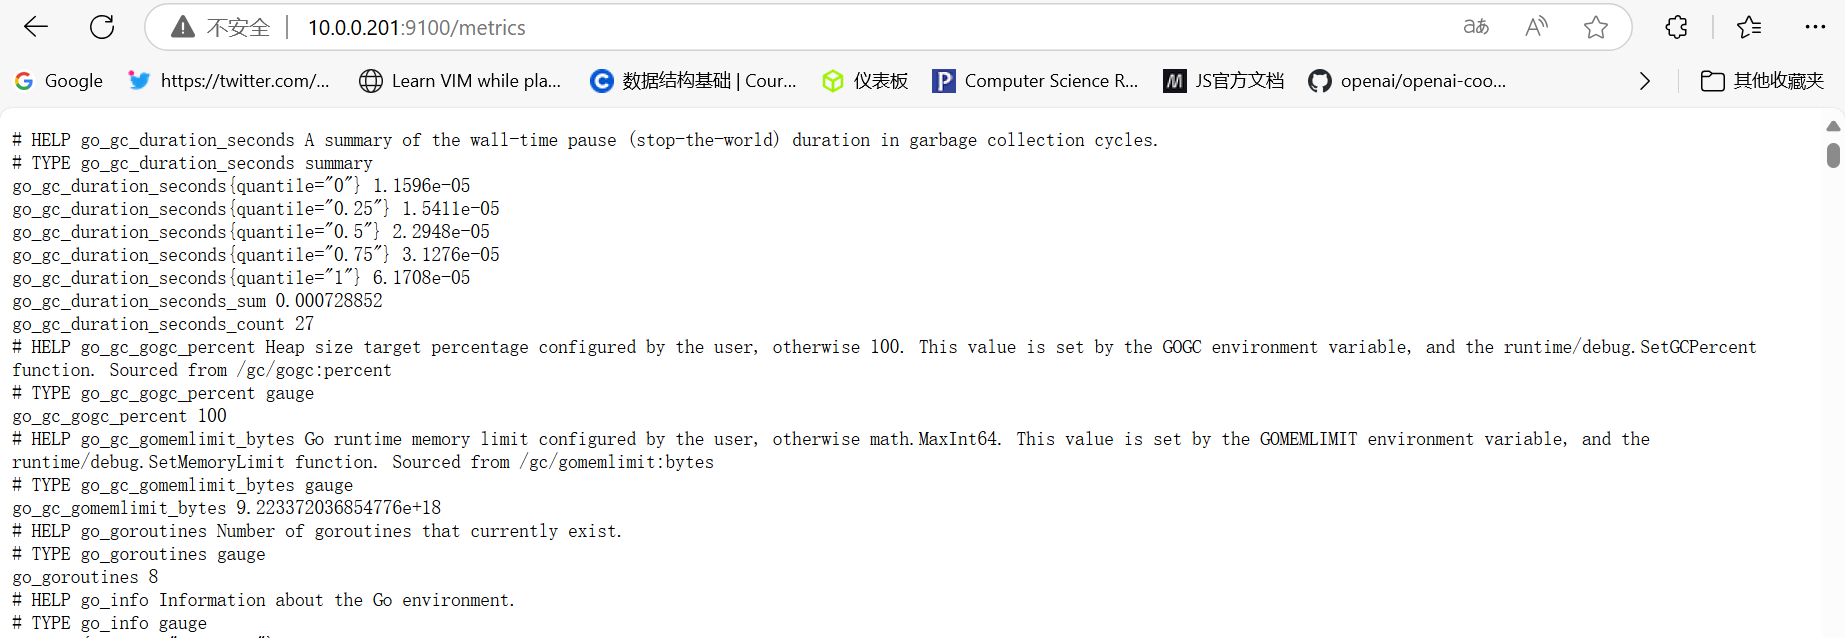 不安全 10.0.0.201:9100/metrics aあ A
Google https://twitter.com/... Learn VIM while pla... 数据结构基础 | Cour... 仪表板 Computer Science R... JS官方文档 openai/openai-coo... 其他收藏夹
# HELP go_gc_duration_seconds A summary of the wall-time pause (stop-the-world) duration in garbage collection cycles.
# TYPE go_gc_duration_seconds summary
go_gc_duration_seconds{quantile="0"} 1.1596e-05
go_gc_duration_seconds{quantile="0.25"} 1.5411e-05
go_gc_duration_seconds{quantile="0.5"} 2.2948e-05
go_gc_duration_seconds{quantile="0.75"} 3.1276e-05
go_gc_duration_seconds{quantile="1"} 6.1708e-05
go_gc_duration_seconds_sum 0.000728852
go_gc_duration_seconds_count 27
# HELP go_gc_gogc_percent Heap size target percentage configured by the user, otherwise 100. This value is set by the GOGC environment variable, and the runtime/debug.SetGCPercent
function. Sourced from /gc/gogc:percent
# TYPE go_gc_gogc_percent gauge
go_gc_gogc_percent 100
# HELP go_gc_gomemlimit_bytes Go runtime memory limit configured by the user, otherwise math.MaxInt64. This value is set by the GOMEMLIMIT environment variable, and the
runtime/debug.SetMemoryLimit function. Sourced from /gc/gomemlimit:bytes
# TYPE go_gc_gomemlimit_bytes gauge
go_gc_gomemlimit_bytes 9.223372036854776e+18
# HELP go_goroutines Number of goroutines that currently exist.
# TYPE go_goroutines gauge
go_goroutines 8
# HELP go_info Information about the Go environment.
# TYPE go_info gauge